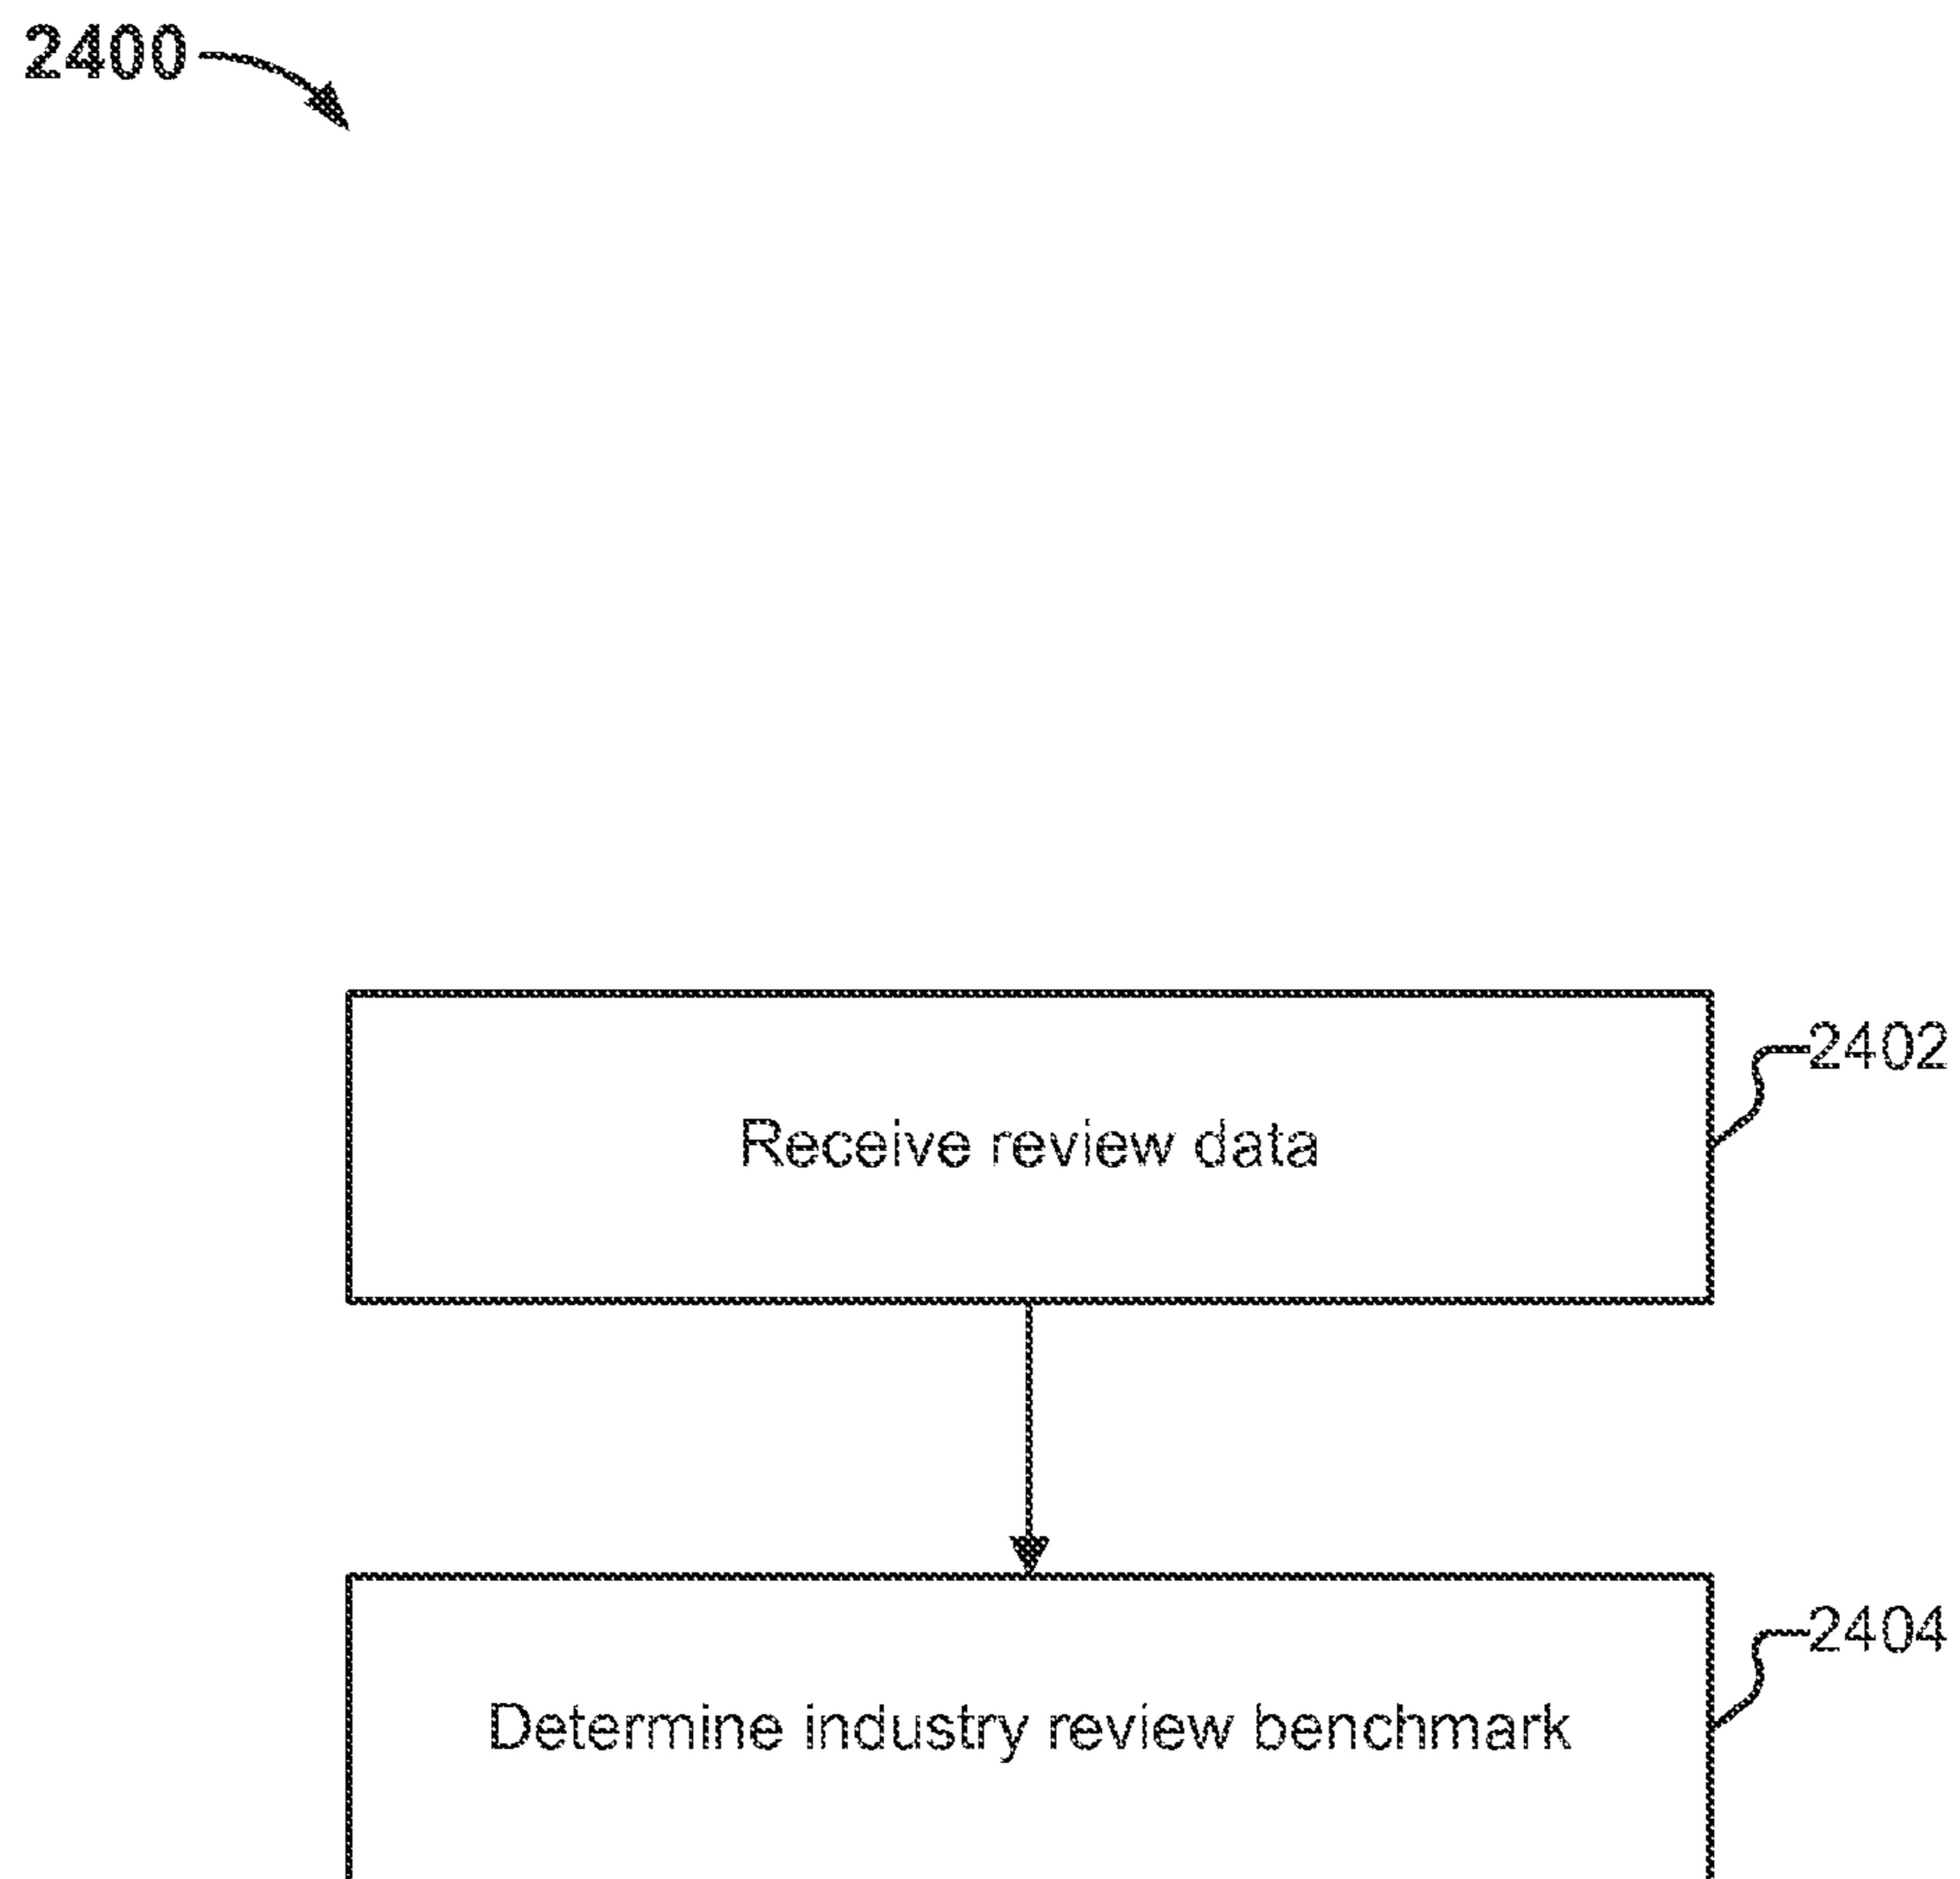 2400
2402
Receive review data
2404
Determine industry review benchmark